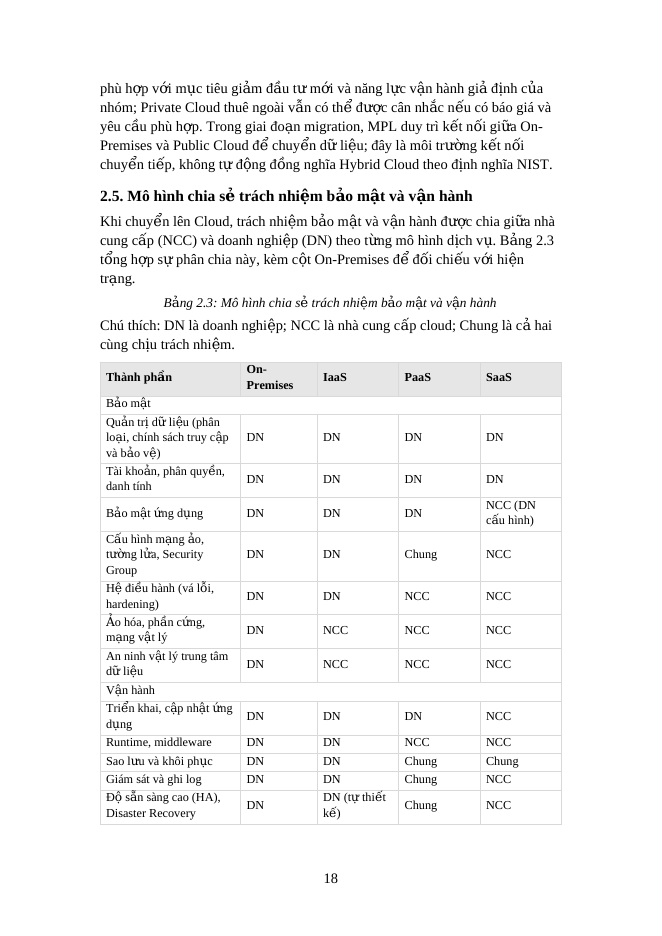 phù hợp với mục tiêu giảm đầu tư mới và năng lực vận hành giả định của
nhóm; Private Cloud thuê ngoài vẫn có thể được cân nhắc nếu có báo giá và
yêu cầu phù hợp. Trong giai đoạn migration, MPL duy trì kết nối giữa On-
Premises và Public Cloud để chuyển dữ liệu; đây là môi trường kết nối
chuyển tiếp, không tự động đồng nghĩa Hybrid Cloud theo định nghĩa NIST.
2.5. Mô hình chia sẻ trách nhiệm bảo mật và vận hành
Khi chuyển lên Cloud, trách nhiệm bảo mật và vận hành được chia giữa nhà
cung cấp (NCC) và doanh nghiệp (DN) theo từng mô hình dịch vụ. Bảng 2.3
tổng hợp sự phân chia này, kèm cột On-Premises để đối chiếu với hiện
trạng.
Bảng 2.3: Mô hình chia sẻ trách nhiệm bảo mật và vận hành
Chú thích: DN là doanh nghiệp; NCC là nhà cung cấp cloud; Chung là cả hai
cùng chịu trách nhiệm.
Thành phần On-Premises IaaS PaaS SaaS
Bảo mật
Quản trị dữ liệu (phân
loại, chính sách truy cập
và bảo vệ) DN DN DN DN
Tài khoản, phân quyền,
danh tính DN DN DN DN
Bảo mật ứng dụng DN DN DN NCC (DN
cấu hình)
Cấu hình mạng ảo,
tường lửa, Security
Group DN DN Chung NCC
Hệ điều hành (vá lỗi,
hardening) DN DN NCC NCC
Ảo hóa, phần cứng,
mạng vật lý DN NCC NCC NCC
An ninh vật lý trung tâm
dữ liệu DN NCC NCC NCC
Vận hành
Triển khai, cập nhật ứng
dụng DN DN DN NCC
Runtime, middleware DN DN NCC NCC
Sao lưu và khôi phục DN DN Chung Chung
Giám sát và ghi log DN DN Chung NCC
Độ sẵn sàng cao (HA),
Disaster Recovery DN DN (tự thiết
kế) Chung NCC
18